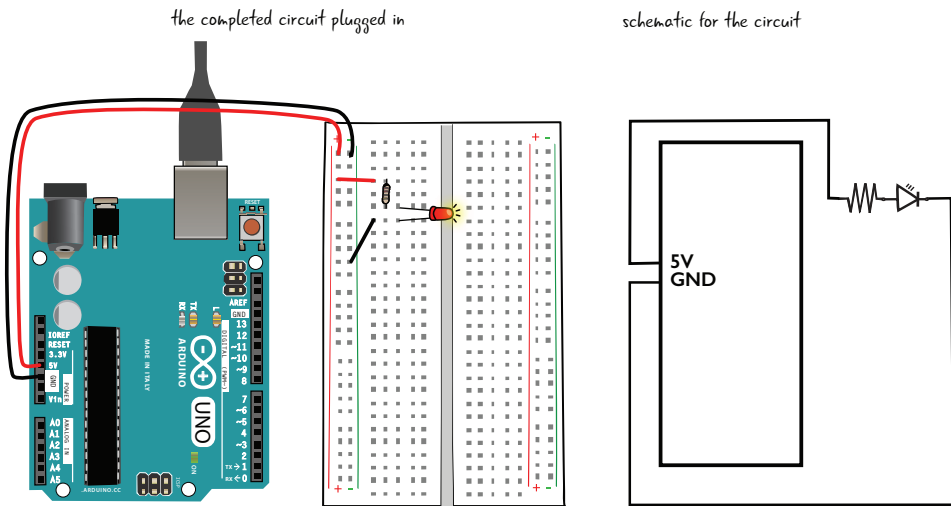 the completed circuit plugged in
schematic for the circuit
+ -
+ -
RESET
AREF
GND
13
12
~11
~10
~9
8
7
~6
~5
4
~3
2
TX→1
RX←0
DIGITAL (PWM~)
L
TX
RX
ARDUINO
UNO
ON
ICSP
MADE IN ITALY
IOREF
RESET
3.3V
5V
GND
Vin
POWER
A0
A1
A2
A3
A4
A5
ANALOG IN
ARDUINO.CC
+ -
+ -
5V
GND